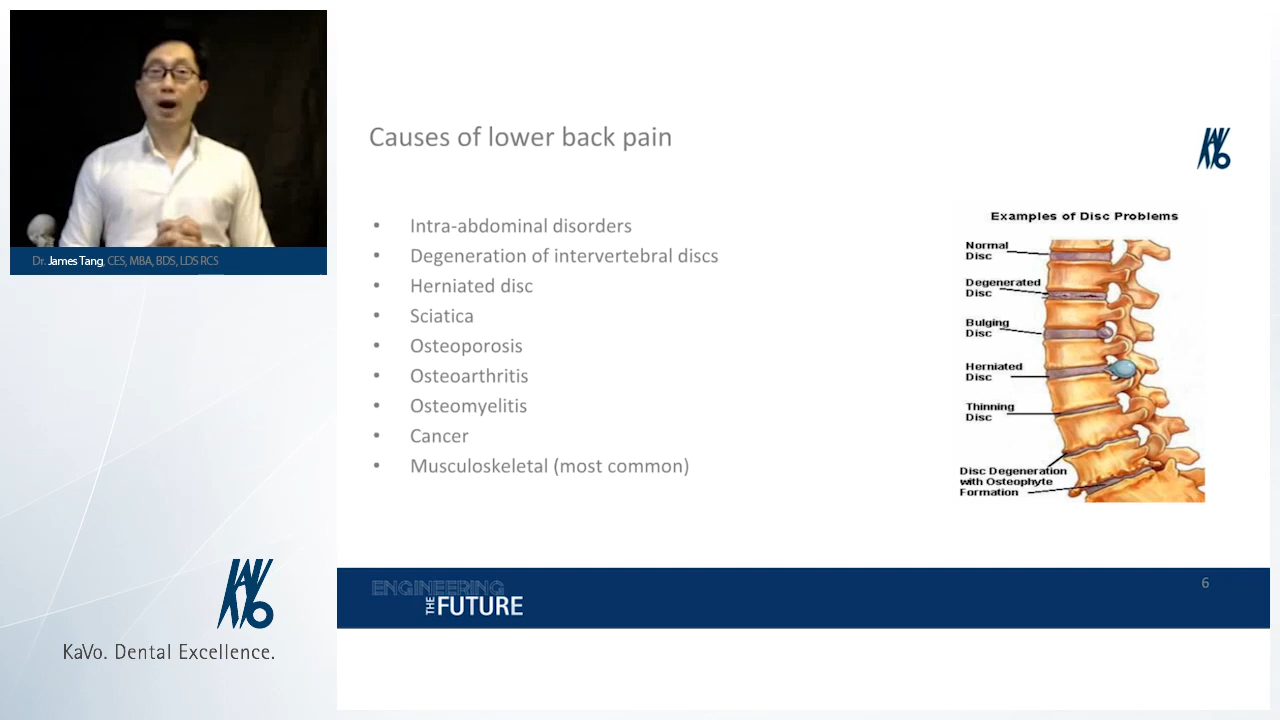 Dr. James Tang, CES, MBA, BDS, LDS RCS
KaVo
KaVo. Dental Excellence.
Causes of lower back pain
KaVo
• Intra-abdominal disorders
• Degeneration of intervertebral discs
• Herniated disc
• Sciatica
• Osteoporosis
• Osteoarthritis
• Osteomyelitis
• Cancer
• Musculoskeletal (most common)
Examples of Disc Problems
Normal
Disc
Degenerated
Disc
Bulging
Disc
Herniated
Disc
Thinning
Disc
Disc Degeneration
with Osteophyte
Formation
ENGINEERING
THE FUTURE
6